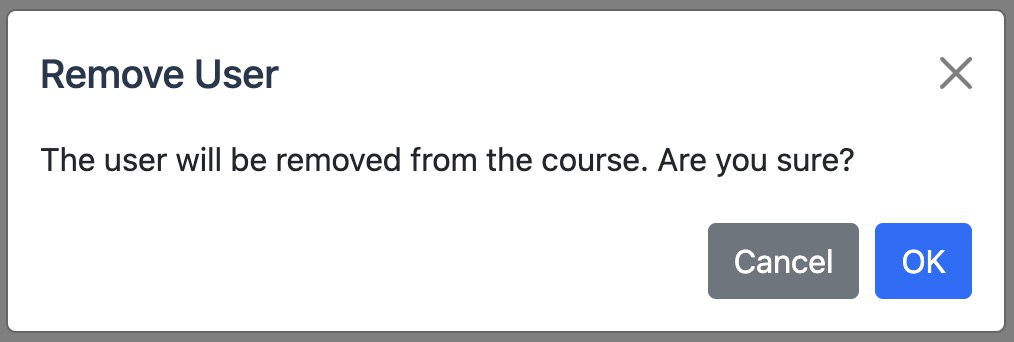 Remove User
The user will be removed from the course. Are you sure?
Cancel
OK